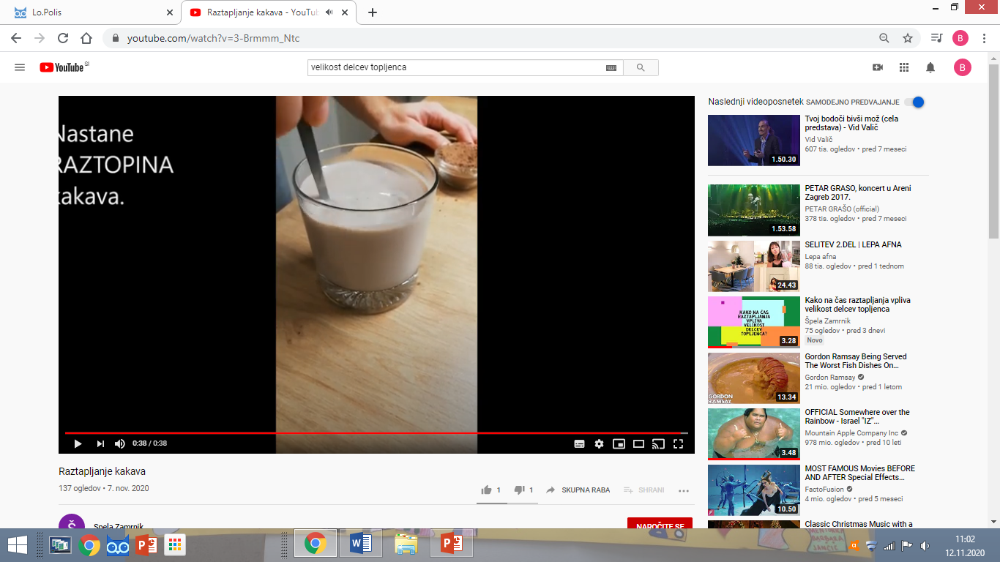 Lo.Polis
Raztapljanje kakava - YouTub
youtube.com/watch?v=3-Brmmm_Ntc
B
YouTube SI
velikost delcev topljenca
B
Nastane
RAZTOPINA
kakava.
0:38 / 0:38
Raztapljanje kakava
137 ogledov • 7. nov. 2020
1
1
SKUPNA RABA
SHRANI
Š
Spela Zamrnik
NAROČITE SE
Naslednji videoposnetek
SAMODEJNO PREDVAJANJE
1.50.30
Tvoj bodoči bivši mož (cela
predstava) - Vid Valič
Vid Valič
607 tis. ogledov • pred 7 meseci
1.53.58
PETAR GRASO, koncert u Areni
Zagreb 2017.
PETAR GRAŠO (official)
378 tis. ogledov • pred 7 meseci
24.43
SELITEV 2.DEL | LEPA AFNA
Lepa afna
88 tis. ogledov • pred 1 tednom
KAKO NA ČAS
RAZTAPLJANJA
VPLIVA
VELIKOST
DELCEV
TOPLJENCA?
3.28
Kako na čas raztapljanja vpliva
velikost delcev topljenca
Špela Zamrnik
75 ogledov • pred 3 dnevi
Novo
GORDON
RAMSAY
13.34
Gordon Ramsay Being Served
The Worst Fish Dishes On...
Gordon Ramsay
21 mio. ogledov • pred 1 letom
3.48
OFFICIAL Somewhere over the
Rainbow - Israel "IZ"...
Mountain Apple Company Inc
978 mio. ogledov • pred 10 leti
10.50
MOST FAMOUS Movies BEFORE
AND AFTER Special Effects...
FactoFusion
4 mio. ogledov • pred 5 meseci
Classic Christmas Music with a
BARBARA
JANČIČ
11:02
12.11.2020